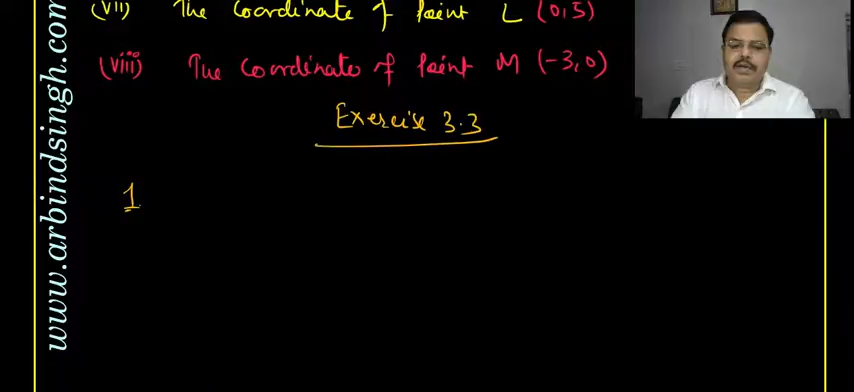 (vii) The Coordinate of Point L (0,5)
(viii) The Coordinate of Point M (-3,0)
Exercise 3.3
1
www.arbindsingh.com